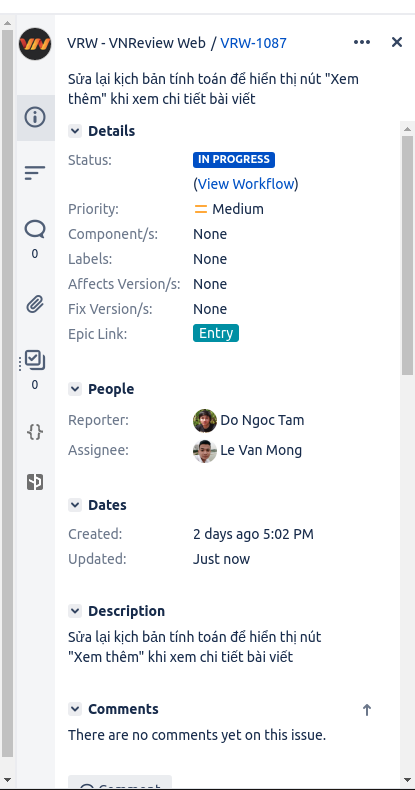 VN
VRW - VNReview Web / VRW-1087
Sửa lại kịch bản tính toán để hiển thị nút "Xem
thêm" khi xem chi tiết bài viết
Details
Status: IN PROGRESS
(View Workflow)
Priority: Medium
Component/s: None
Labels: None
Affects Version/s: None
Fix Version/s: None
Epic Link: Entry
0
0
People
Reporter: Do Ngoc Tam
Assignee: Le Van Mong
Dates
Created: 2 days ago 5:02 PM
Updated: Just now
Description
Sửa lại kịch bản tính toán để hiển thị nút
"Xem thêm" khi xem chi tiết bài viết
Comments
There are no comments yet on this issue.
Comment